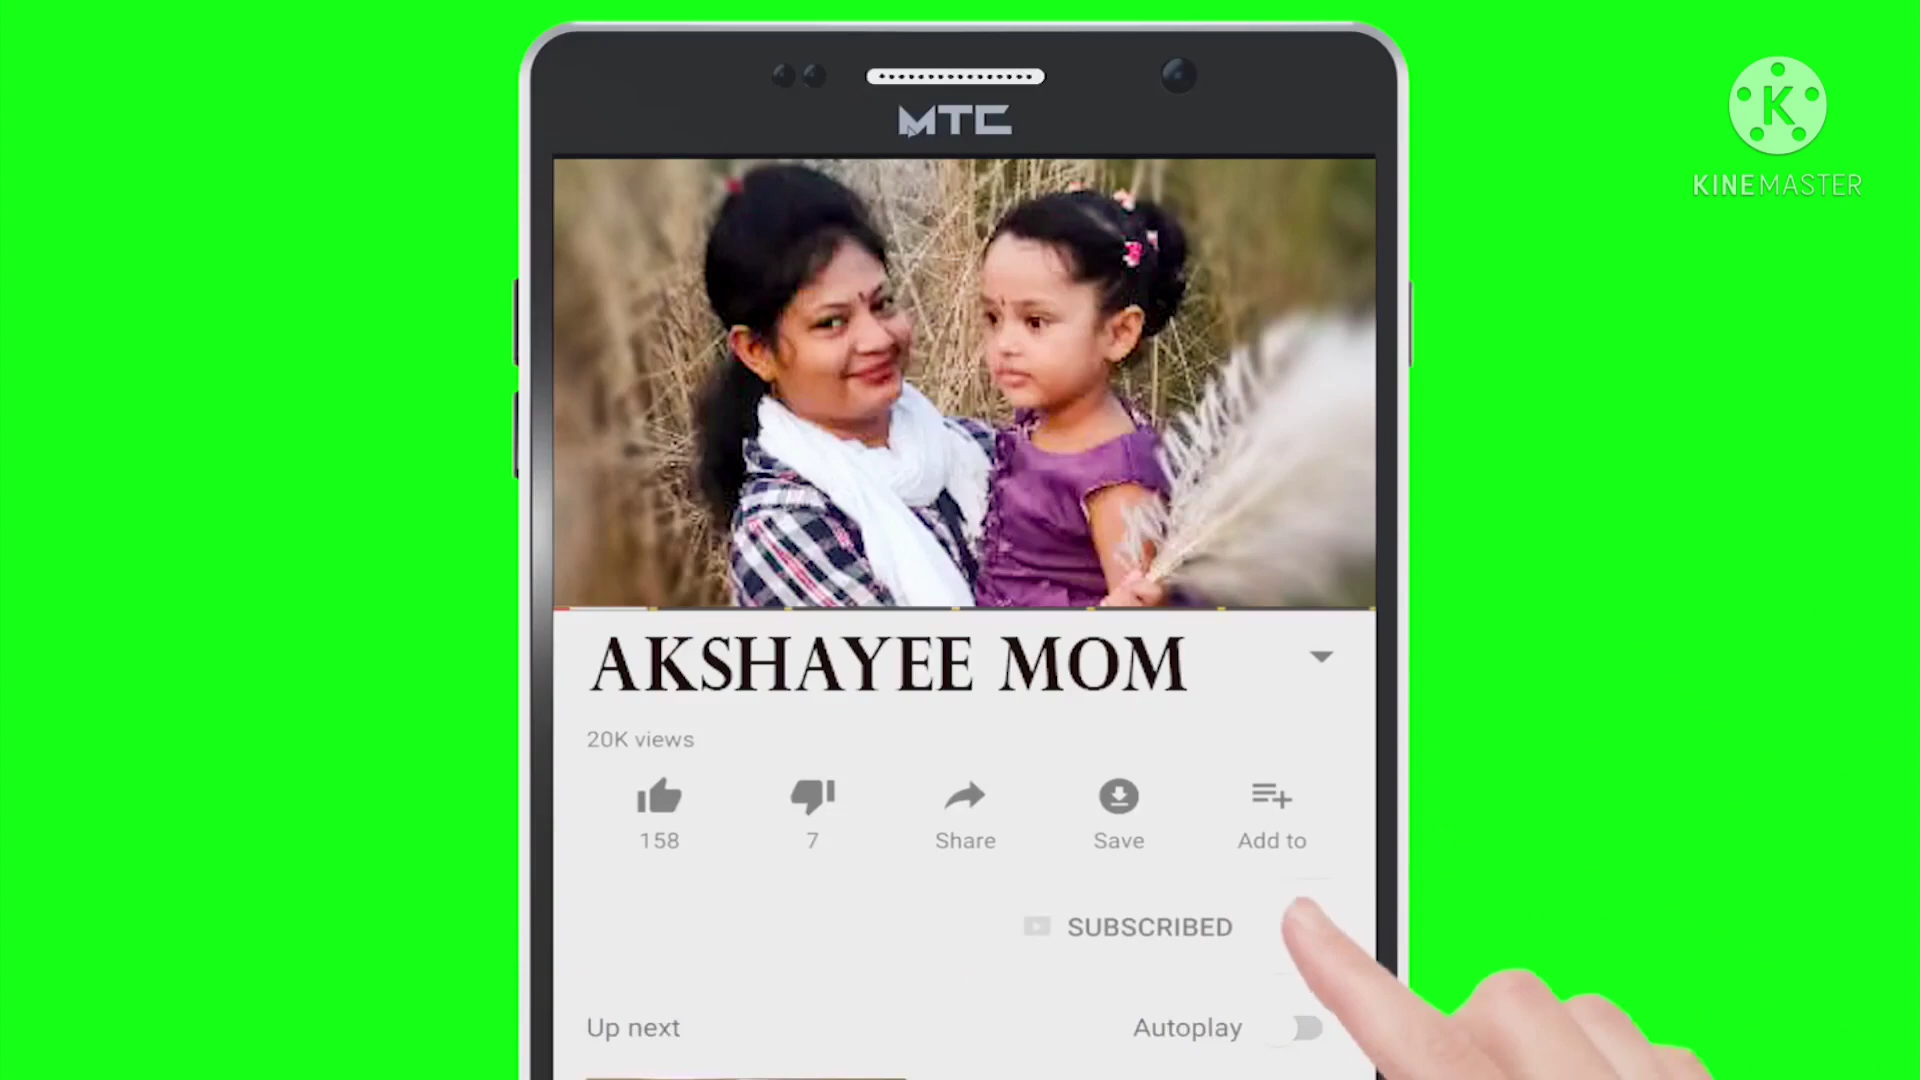 MTC
K
KINEMASTER
AKSHAYEE MOM
20K views
158
7
Share
Save
Add to
SUBSCRIBED
Up next
Autoplay